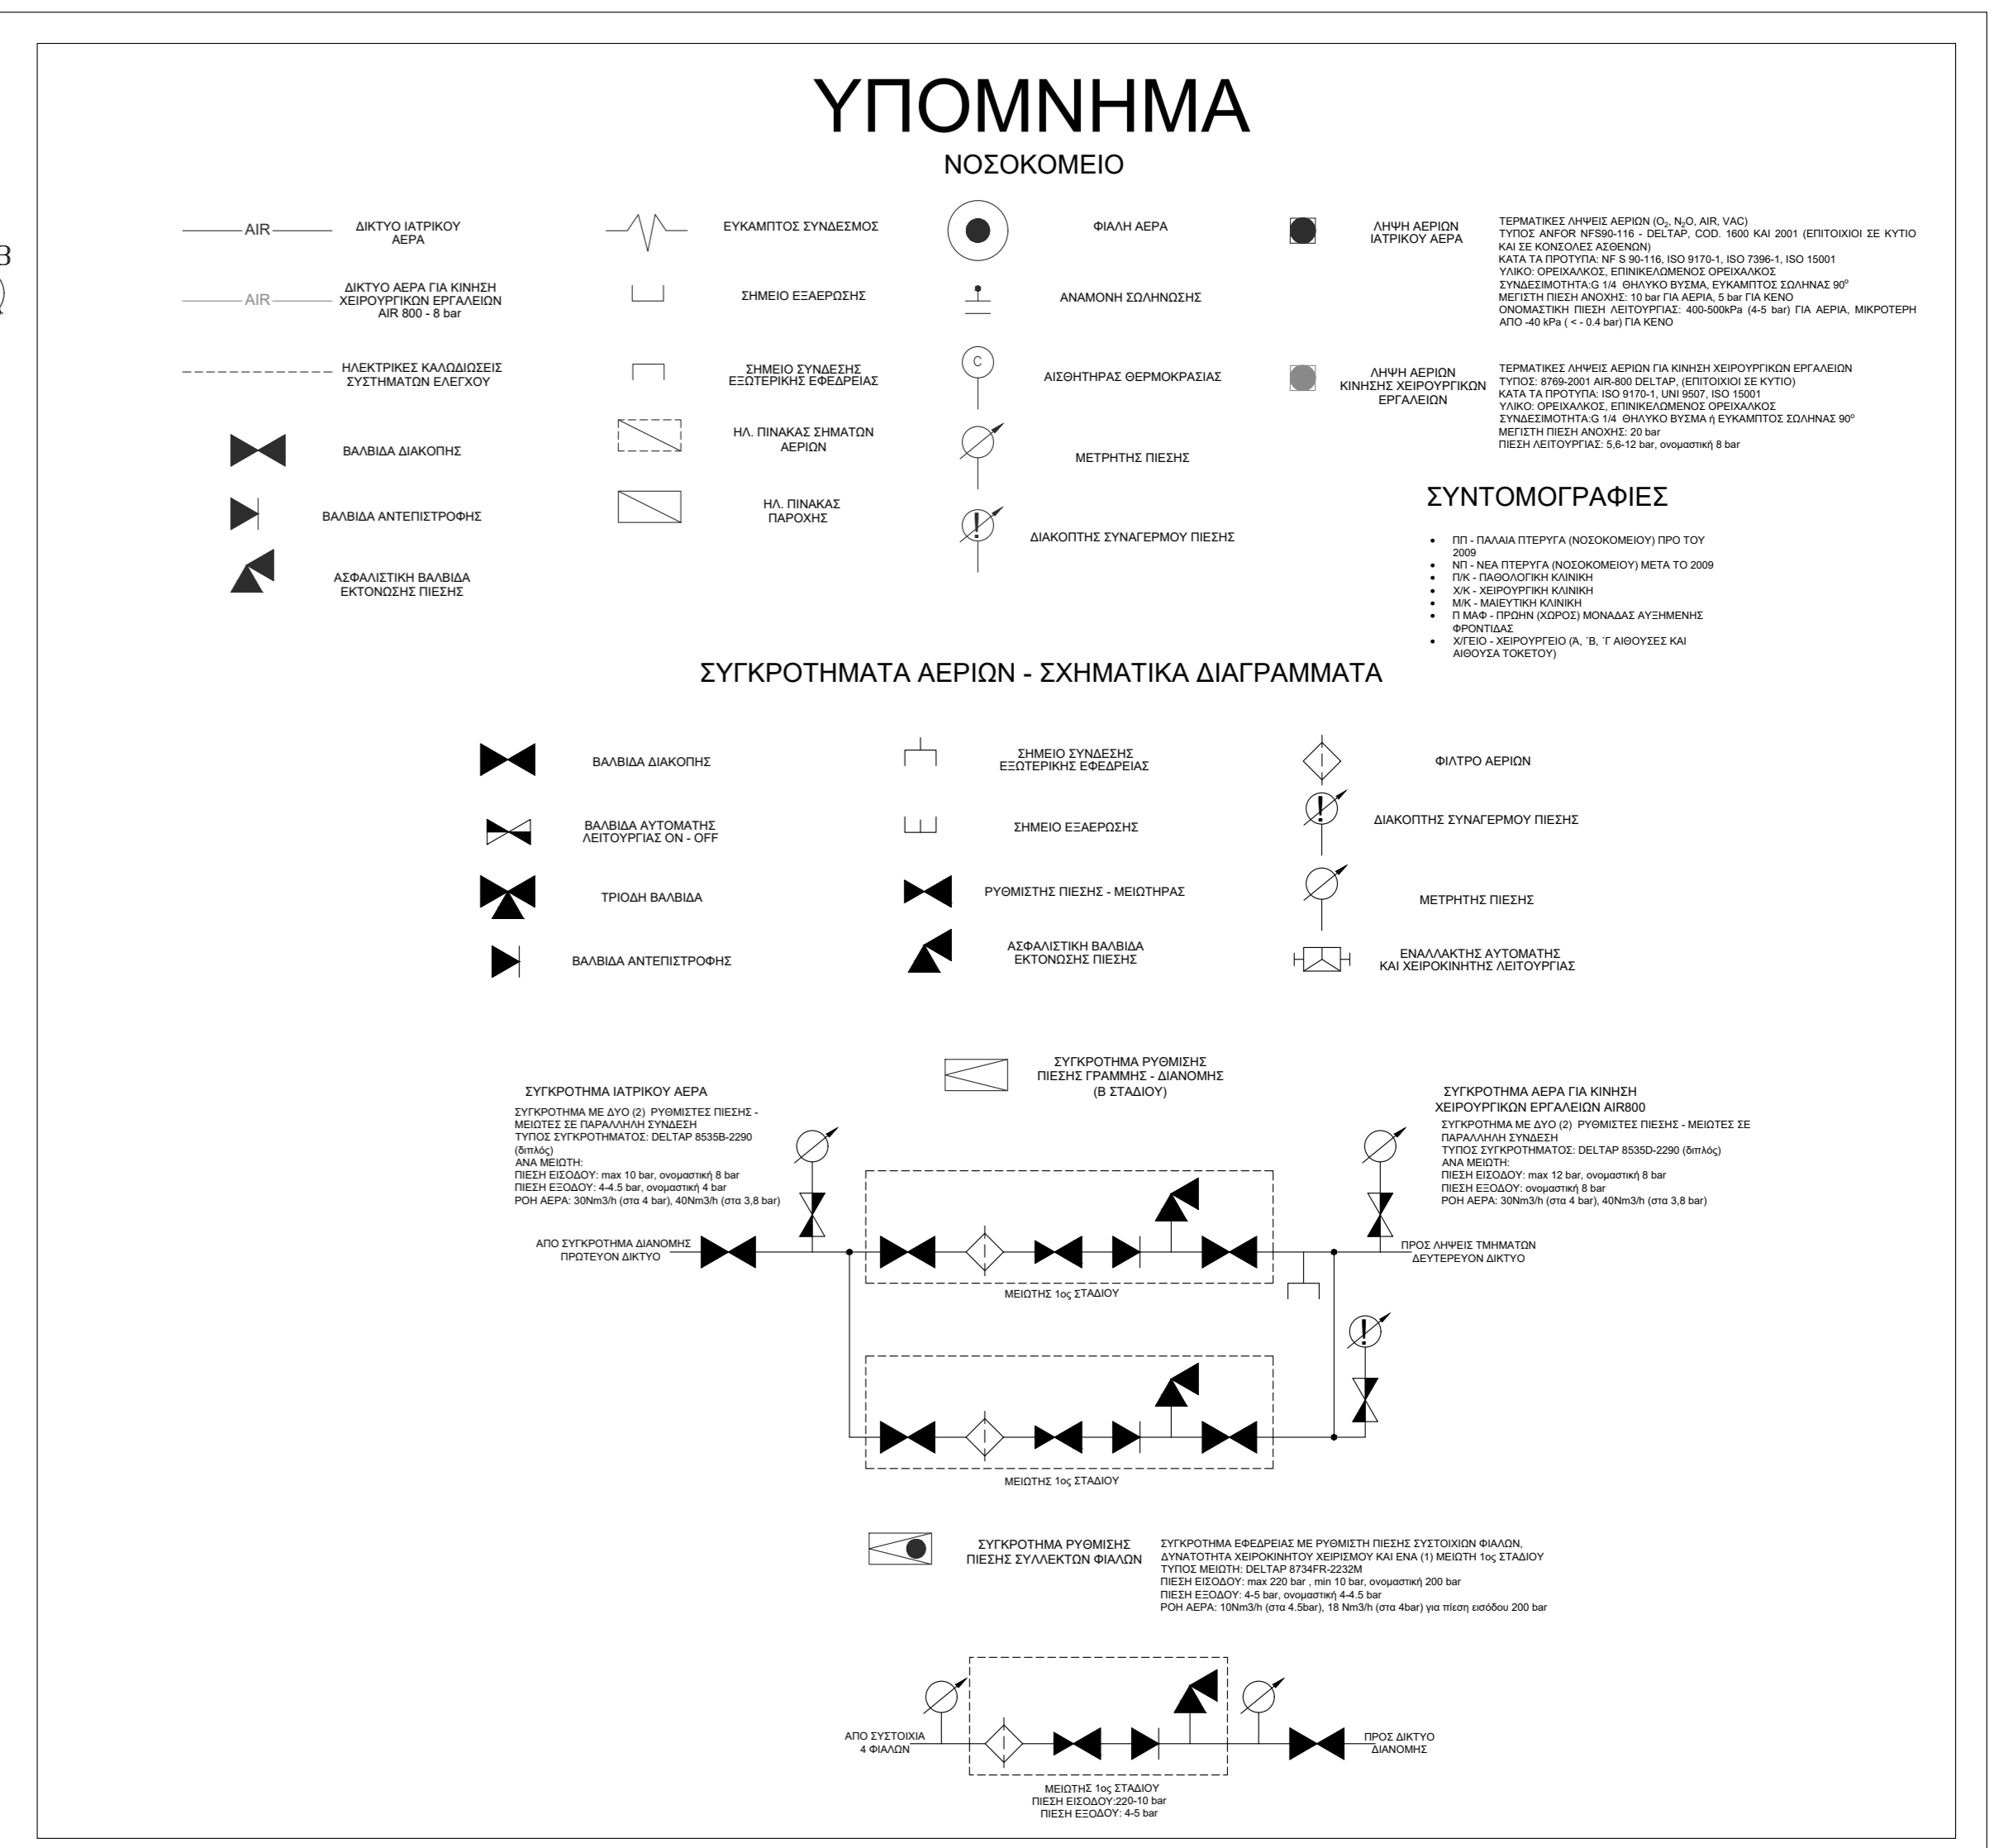 ΥΠΟΜΝΗΜΑ
ΝΟΣΟΚΟΜΕΙΟ
AIR
ΔΙΚΤΥΟ ΙΑΤΡΙΚΟΥ
ΑΕΡΑ
AIR
ΔΙΚΤΥΟ ΑΕΡΑ ΓΙΑ ΚΙΝΗΣΗ
ΧΕΙΡΟΥΡΓΙΚΩΝ ΕΡΓΑΛΕΙΩΝ
AIR 800 - 8 bar
ΗΛΕΚΤΡΙΚΕΣ ΚΑΛΩΔΙΩΣΕΙΣ
ΣΥΣΤΗΜΑΤΩΝ ΕΛΕΓΧΟΥ
ΒΑΛΒΙΔΑ ΔΙΑΚΟΠΗΣ
ΒΑΛΒΙΔΑ ΑΝΤΕΠΙΣΤΡΟΦΗΣ
ΑΣΦΑΛΙΣΤΙΚΗ ΒΑΛΒΙΔΑ
ΕΚΤΟΝΩΣΗΣ ΠΙΕΣΗΣ
ΕΥΚΑΜΠΤΟΣ ΣΥΝΔΕΣΜΟΣ
ΣΗΜΕΙΟ ΕΞΑΕΡΩΣΗΣ
ΣΗΜΕΙΟ ΣΥΝΔΕΣΗΣ
ΕΞΩΤΕΡΙΚΗΣ ΕΦΕΔΡΕΙΑΣ
ΗΛ. ΠΙΝΑΚΑΣ ΣΗΜΑΤΩΝ
ΑΕΡΙΩΝ
ΗΛ. ΠΙΝΑΚΑΣ
ΠΑΡΟΧΗΣ
ΦΙΑΛΗ ΑΕΡΑ
ΑΝΑΜΟΝΗ ΣΩΛΗΝΩΣΗΣ
C
ΑΙΣΘΗΤΗΡΑΣ ΘΕΡΜΟΚΡΑΣΙΑΣ
ΜΕΤΡΗΤΗΣ ΠΙΕΣΗΣ
!
ΔΙΑΚΟΠΤΗΣ ΣΥΝΑΓΕΡΜΟΥ ΠΙΕΣΗΣ
ΛΗΨΗ ΑΕΡΙΩΝ
ΙΑΤΡΙΚΟΥ ΑΕΡΑ
ΤΕΡΜΑΤΙΚΕΣ ΛΗΨΕΙΣ ΑΕΡΙΩΝ (O₂, N₂O, AIR, VAC)
ΤΥΠΟΣ ANFOR NFS90-116 - DELTAP, COD. 1600 ΚΑΙ 2001 (ΕΠΙΤΟΙΧΙΟΙ ΣΕ ΚΥΤΙΟ
ΚΑΙ ΣΕ ΚΟΝΣΟΛΕΣ ΑΣΘΕΝΩΝ)
ΚΑΤΑ ΤΑ ΠΡΟΤΥΠΑ: NF S 90-116, ISO 9170-1, ISO 7396-1, ISO 15001
ΥΛΙΚΟ: ΟΡΕΙΧΑΛΚΟΣ, ΕΠΙΝΙΚΕΛΩΜΕΝΟΣ ΟΡΕΙΧΑΛΚΟΣ
ΣΥΝΔΕΣΙΜΟΤΗΤΑ:G 1/4 ΘΗΛΥΚΟ ΒΥΣΜΑ, ΕΥΚΑΜΠΤΟΣ ΣΩΛΗΝΑΣ 90⁰
ΜΕΓΙΣΤΗ ΠΙΕΣΗ ΑΝΟΧΗΣ: 10 bar ΓΙΑ ΑΕΡΙΑ, 5 bar ΓΙΑ ΚΕΝΟ
ΟΝΟΜΑΣΤΙΚΗ ΠΙΕΣΗ ΛΕΙΤΟΥΡΓΙΑΣ: 400-500kPa (4-5 bar) ΓΙΑ ΑΕΡΙΑ, ΜΙΚΡΟΤΕΡΗ
ΑΠΟ -40 kPa ( < - 0.4 bar) ΓΙΑ ΚΕΝΟ
ΛΗΨΗ ΑΕΡΙΩΝ
ΚΙΝΗΣΗΣ ΧΕΙΡΟΥΡΓΙΚΩΝ
ΕΡΓΑΛΕΙΩΝ
ΤΕΡΜΑΤΙΚΕΣ ΛΗΨΕΙΣ ΑΕΡΙΩΝ ΓΙΑ ΚΙΝΗΣΗ ΧΕΙΡΟΥΡΓΙΚΩΝ ΕΡΓΑΛΕΙΩΝ
ΤΥΠΟΣ: 8769-2001 AIR-800 DELTAP, (ΕΠΙΤΟΙΧΙΟΙ ΣΕ ΚΥΤΙΟ)
ΚΑΤΑ ΤΑ ΠΡΟΤΥΠΑ: ISO 9170-1, UNI 9507, ISO 15001
ΥΛΙΚΟ: ΟΡΕΙΧΑΛΚΟΣ, ΕΠΙΝΙΚΕΛΩΜΕΝΟΣ ΟΡΕΙΧΑΛΚΟΣ
ΣΥΝΔΕΣΙΜΟΤΗΤΑ:G 1/4 ΘΗΛΥΚΟ ΒΥΣΜΑ ή ΕΥΚΑΜΠΤΟΣ ΣΩΛΗΝΑΣ 90⁰
ΜΕΓΙΣΤΗ ΠΙΕΣΗ ΑΝΟΧΗΣ: 20 bar
ΠΙΕΣΗ ΛΕΙΤΟΥΡΓΙΑΣ: 5,6-12 bar, ονομαστική 8 bar
ΣΥΝΤΟΜΟΓΡΑΦΙΕΣ
• ΠΠ - ΠΑΛΑΙΑ ΠΤΕΡΥΓΑ (ΝΟΣΟΚΟΜΕΙΟΥ) ΠΡΟ ΤΟΥ
2009
• ΝΠ - ΝΕΑ ΠΤΕΡΥΓΑ (ΝΟΣΟΚΟΜΕΙΟΥ) ΜΕΤΑ ΤΟ 2009
• Π/Κ - ΠΑΘΟΛΟΓΙΚΗ ΚΛΙΝΙΚΗ
• Χ/Κ - ΧΕΙΡΟΥΡΓΙΚΗ ΚΛΙΝΙΚΗ
• Μ/Κ - ΜΑΙΕΥΤΙΚΗ ΚΛΙΝΙΚΗ
• Π ΜΑΦ - ΠΡΩΗΝ (ΧΩΡΟΣ) ΜΟΝΑΔΑΣ ΑΥΞΗΜΕΝΗΣ
ΦΡΟΝΤΙΔΑΣ
• Χ/ΓΕΙΟ - ΧΕΙΡΟΥΡΓΕΙΟ (Ά, ΄Β, ΄Γ ΑΙΘΟΥΣΕΣ ΚΑΙ
ΑΙΘΟΥΣΑ ΤΟΚΕΤΟΥ)
ΣΥΓΚΡΟΤΗΜΑΤΑ ΑΕΡΙΩΝ - ΣΧΗΜΑΤΙΚΑ ΔΙΑΓΡΑΜΜΑΤΑ
ΒΑΛΒΙΔΑ ΔΙΑΚΟΠΗΣ
ΒΑΛΒΙΔΑ ΑΥΤΟΜΑΤΗΣ
ΛΕΙΤΟΥΡΓΙΑΣ ON - OFF
ΤΡΙΟΔΗ ΒΑΛΒΙΔΑ
ΒΑΛΒΙΔΑ ΑΝΤΕΠΙΣΤΡΟΦΗΣ
ΣΗΜΕΙΟ ΣΥΝΔΕΣΗΣ
ΕΞΩΤΕΡΙΚΗΣ ΕΦΕΔΡΕΙΑΣ
ΣΗΜΕΙΟ ΕΞΑΕΡΩΣΗΣ
ΡΥΘΜΙΣΤΗΣ ΠΙΕΣΗΣ - ΜΕΙΩΤΗΡΑΣ
ΑΣΦΑΛΙΣΤΙΚΗ ΒΑΛΒΙΔΑ
ΕΚΤΟΝΩΣΗΣ ΠΙΕΣΗΣ
ΦΙΛΤΡΟ ΑΕΡΙΩΝ
!
ΔΙΑΚΟΠΤΗΣ ΣΥΝΑΓΕΡΜΟΥ ΠΙΕΣΗΣ
ΜΕΤΡΗΤΗΣ ΠΙΕΣΗΣ
ΕΝΑΛΛΑΚΤΗΣ ΑΥΤΟΜΑΤΗΣ
ΚΑΙ ΧΕΙΡΟΚΙΝΗΤΗΣ ΛΕΙΤΟΥΡΓΙΑΣ
ΣΥΓΚΡΟΤΗΜΑ ΡΥΘΜΙΣΗΣ
ΠΙΕΣΗΣ ΓΡΑΜΜΗΣ - ΔΙΑΝΟΜΗΣ
(Β ΣΤΑΔΙΟΥ)
ΣΥΓΚΡΟΤΗΜΑ ΙΑΤΡΙΚΟΥ ΑΕΡΑ
ΣΥΓΚΡΟΤΗΜΑ ΜΕ ΔΥΟ (2) ΡΥΘΜΙΣΤΕΣ ΠΙΕΣΗΣ -
ΜΕΙΩΤΕΣ ΣΕ ΠΑΡΑΛΛΗΛΗ ΣΥΝΔΕΣΗ
ΤΥΠΟΣ ΣΥΓΚΡΟΤΗΜΑΤΟΣ: DELTAP 8535B-2290
(διπλός)
ΑΝΑ ΜΕΙΩΤΗ:
ΠΙΕΣΗ ΕΙΣΟΔΟΥ: max 10 bar, ονομαστική 8 bar
ΠΙΕΣΗ ΕΞΟΔΟΥ: 4-4.5 bar, ονομαστική 4 bar
ΡΟΗ ΑΕΡΑ: 30Nm3/h (στα 4 bar), 40Nm3/h (στα 3,8 bar)
ΣΥΓΚΡΟΤΗΜΑ ΑΕΡΑ ΓΙΑ ΚΙΝΗΣΗ
ΧΕΙΡΟΥΡΓΙΚΩΝ ΕΡΓΑΛΕΙΩΝ AIR800
ΣΥΓΚΡΟΤΗΜΑ ΜΕ ΔΥΟ (2) ΡΥΘΜΙΣΤΕΣ ΠΙΕΣΗΣ - ΜΕΙΩΤΕΣ ΣΕ
ΠΑΡΑΛΛΗΛΗ ΣΥΝΔΕΣΗ
ΤΥΠΟΣ ΣΥΓΚΡΟΤΗΜΑΤΟΣ: DELTAP 8535D-2290 (διπλός)
ΑΝΑ ΜΕΙΩΤΗ:
ΠΙΕΣΗ ΕΙΣΟΔΟΥ: max 12 bar, ονομαστική 8 bar
ΠΙΕΣΗ ΕΞΟΔΟΥ: ονομαστική 8 bar
ΡΟΗ ΑΕΡΑ: 30Nm3/h (στα 4 bar), 40Nm3/h (στα 3,8 bar)
ΑΠΟ ΣΥΓΚΡΟΤΗΜΑ ΔΙΑΝΟΜΗΣ
ΠΡΩΤΕΥΟΝ ΔΙΚΤΥΟ
ΠΡΟΣ ΛΗΨΕΙΣ ΤΜΗΜΑΤΩΝ
ΔΕΥΤΕΡΕΥΟΝ ΔΙΚΤΥΟ
ΜΕΙΩΤΗΣ 1ος ΣΤΑΔΙΟΥ
!
ΜΕΙΩΤΗΣ 1ος ΣΤΑΔΙΟΥ
ΣΥΓΚΡΟΤΗΜΑ ΡΥΘΜΙΣΗΣ
ΠΙΕΣΗΣ ΣΥΛΛΕΚΤΩΝ ΦΙΑΛΩΝ
ΣΥΓΚΡΟΤΗΜΑ ΕΦΕΔΡΕΙΑΣ ΜΕ ΡΥΘΜΙΣΤΗ ΠΙΕΣΗΣ ΣΥΣΤΟΙΧΙΩΝ ΦΙΑΛΩΝ,
ΔΥΝΑΤΟΤΗΤΑ ΧΕΙΡΟΚΙΝΗΤΟΥ ΧΕΙΡΙΣΜΟΥ ΚΑΙ ΕΝΑ (1) ΜΕΙΩΤΗ 1ος ΣΤΑΔΙΟΥ
ΤΥΠΟΣ ΜΕΙΩΤΗ: DELTAP 8734FR-2232M
ΠΙΕΣΗ ΕΙΣΟΔΟΥ: max 220 bar , min 10 bar, ονομαστική 200 bar
ΠΙΕΣΗ ΕΞΟΔΟΥ: 4-5 bar, ονομαστική 4-4.5 bar
ΡΟΗ ΑΕΡΑ: 10Nm3/h (στα 4.5bar), 18 Nm3/h (στα 4bar) για πίεση εισόδου 200 bar
ΑΠΟ ΣΥΣΤΟΙΧΙΑ
4 ΦΙΑΛΩΝ
ΠΡΟΣ ΔΙΚΤΥΟ
ΔΙΑΝΟΜΗΣ
ΜΕΙΩΤΗΣ 1ος ΣΤΑΔΙΟΥ
ΠΙΕΣΗ ΕΙΣΟΔΟΥ:220-10 bar
ΠΙΕΣΗ ΕΞΟΔΟΥ: 4-5 bar